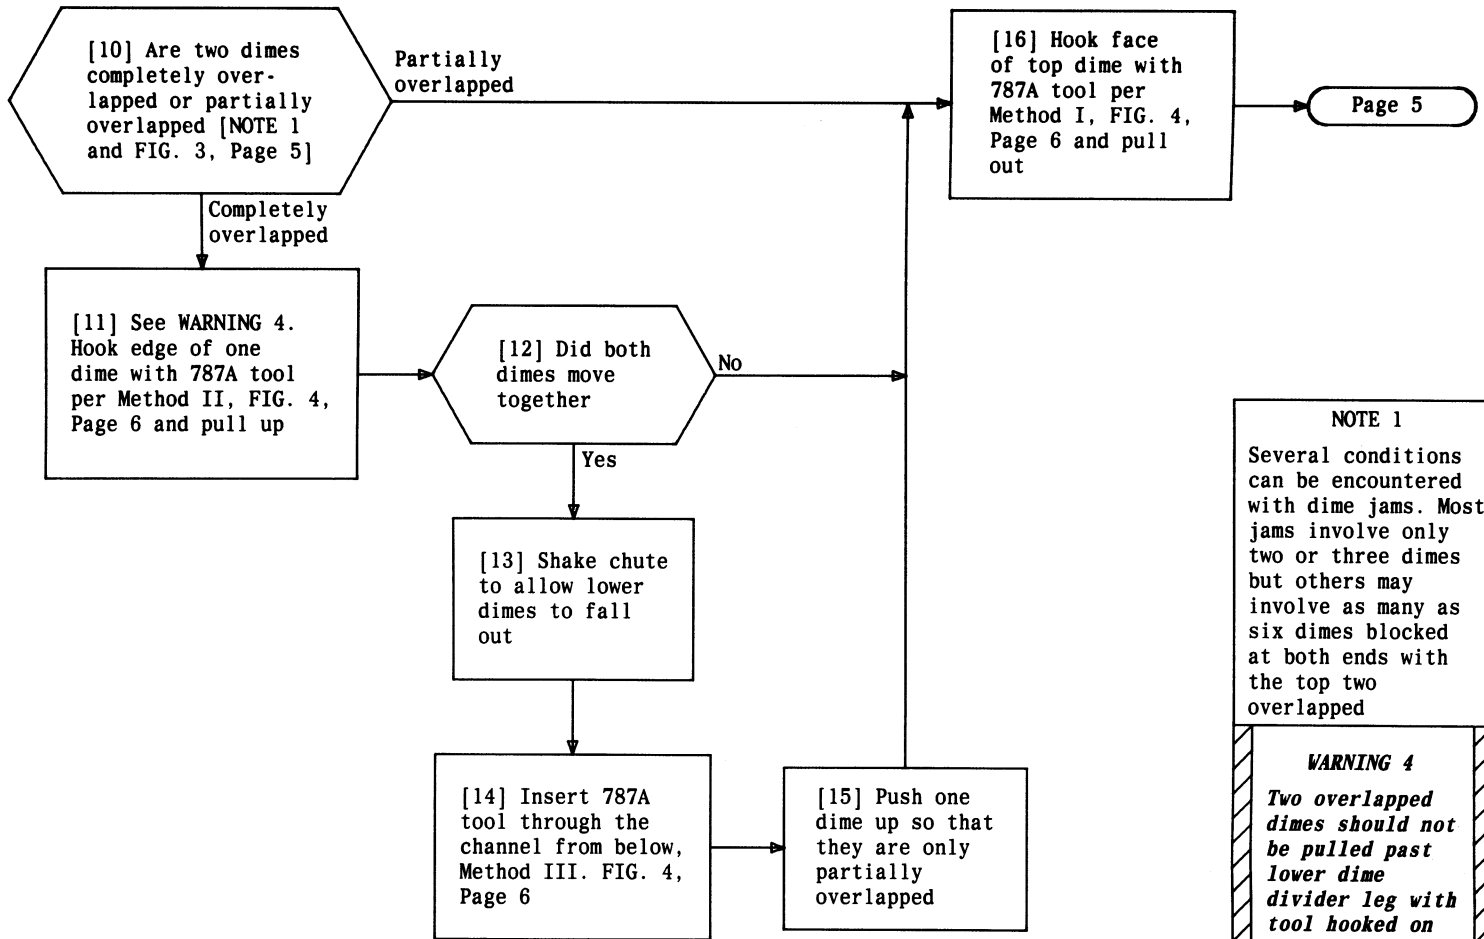 [10] Are two dimes
completely over-
lapped or partially
overlapped [NOTE 1
and FIG. 3, Page 5]
Partially
overlapped
[16] Hook face
of top dime with
787A tool per
Method I, FIG. 4,
Page 6 and pull
out
Page 5
Completely
overlapped
[11] See WARNING 4.
Hook edge of one
dime with 787A tool
per Method II, FIG. 4,
Page 6 and pull up
[12] Did both
dimes move
together
No
Yes
[13] Shake chute
to allow lower
dimes to fall
out
[14] Insert 787A
tool through the
channel from below,
Method III. FIG. 4,
Page 6
[15] Push one
dime up so that
they are only
partially
overlapped
NOTE 1
Several conditions
can be encountered
with dime jams. Most
jams involve only
two or three dimes
but others may
involve as many as
six dimes blocked
at both ends with
the top two
overlapped
WARNING 4
Two overlapped
dimes should not
be pulled past
lower dime
divider leg with
tool hooked on